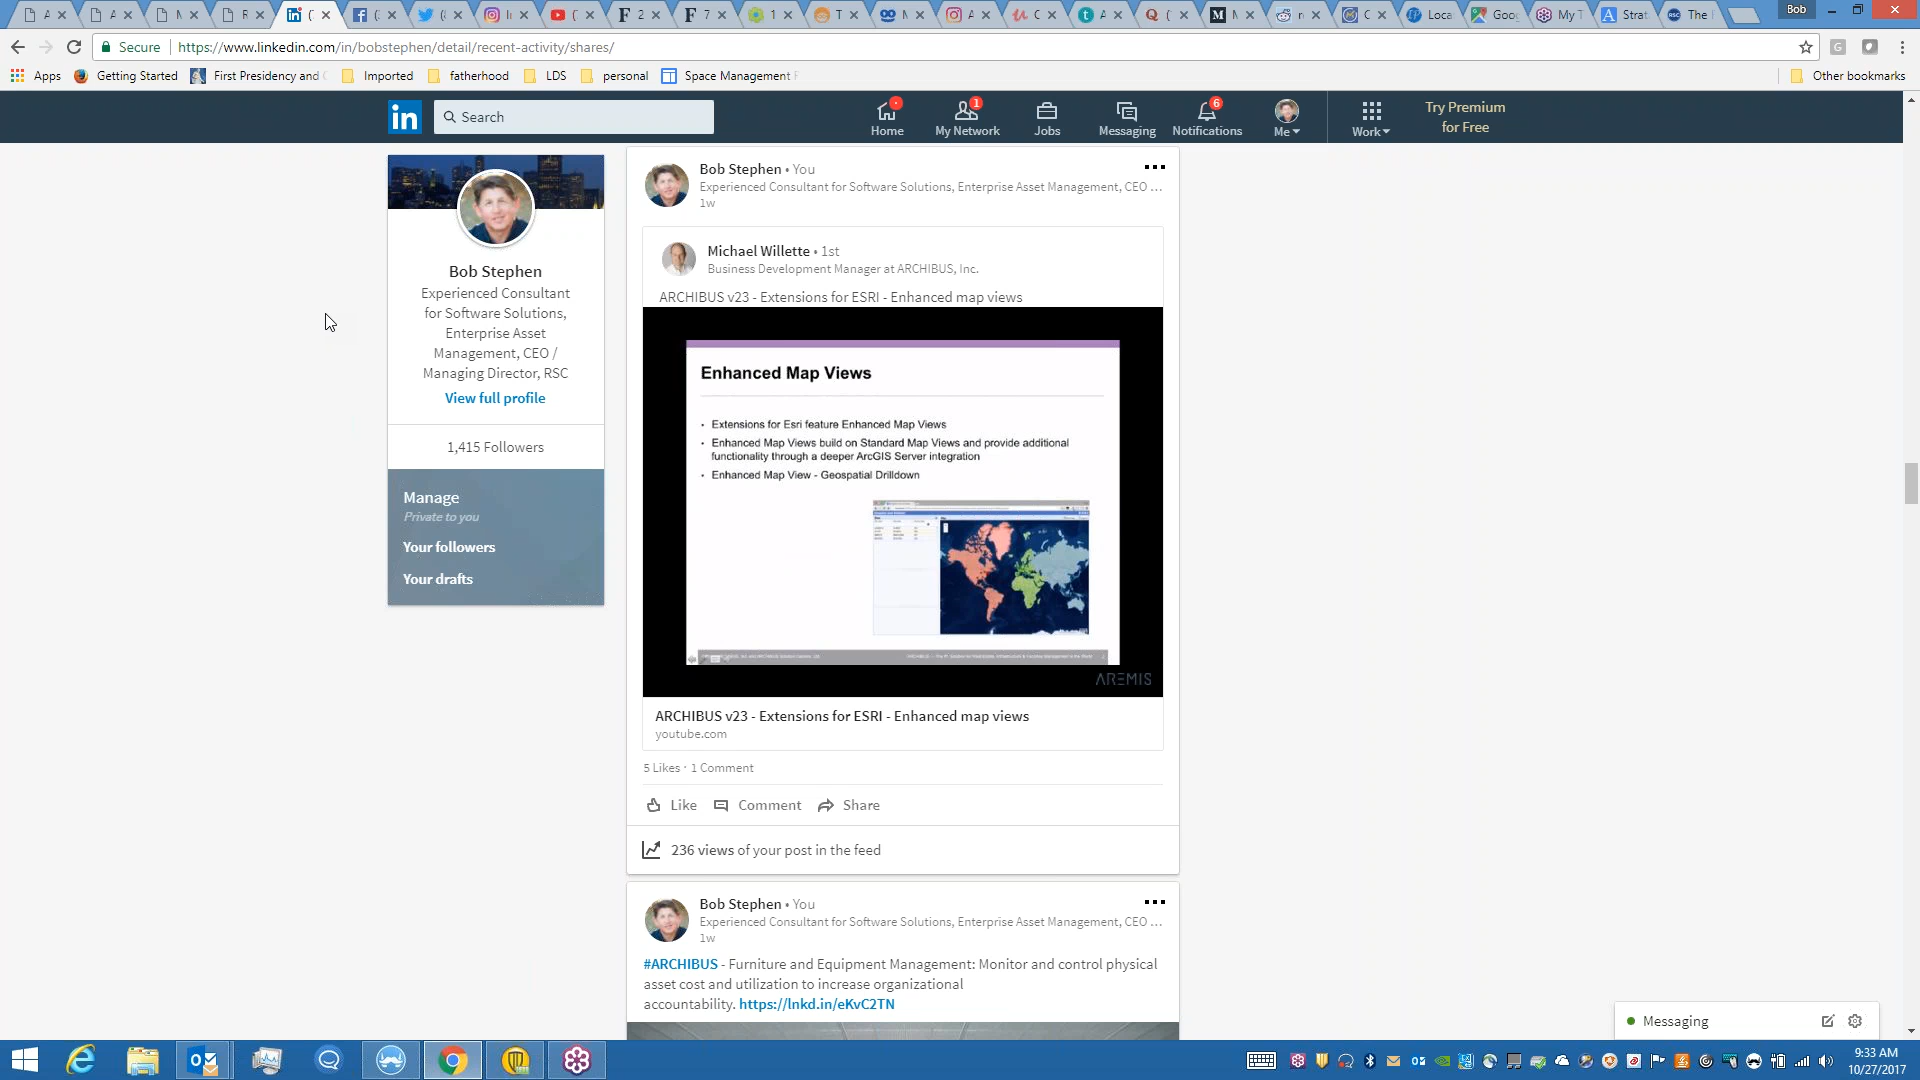 Bob
Secure
https://www.linkedin.com/in/bobstephen/detail/recent-activity/shares/
Apps
Getting Started
First Presidency and
Imported
fatherhood
LDS
personal
Space Management
Other bookmarks
in
Search
Home
1
My Network
Jobs
Messaging
6
Notifications
Me
Work
Try Premium
for Free
Bob Stephen
Experienced Consultant
for Software Solutions,
Enterprise Asset
Management, CEO /
Managing Director, RSC
View full profile
1,415 Followers
Manage
Private to you
Your followers
Your drafts
Bob Stephen • You
Experienced Consultant for Software Solutions, Enterprise Asset Management, CEO ...
1w
Michael Willette • 1st
Business Development Manager at ARCHIBUS, Inc.
ARCHIBUS v23 - Extensions for ESRI - Enhanced map views
Enhanced Map Views
• Extensions for Esri feature Enhanced Map Views
• Enhanced Map Views build on Standard Map Views and provide additional
functionality through a deeper ArcGIS Server integration
• Enhanced Map View - Geospatial Drilldown
AREMIS
ARCHIBUS v23 - Extensions for ESRI - Enhanced map views
youtube.com
5 Likes · 1 Comment
Like
Comment
Share
236 views of your post in the feed
Bob Stephen • You
Experienced Consultant for Software Solutions, Enterprise Asset Management, CEO ...
1w
#ARCHIBUS - Furniture and Equipment Management: Monitor and control physical
asset cost and utilization to increase organizational
accountability. https://lnkd.in/eKvC2TN
Messaging
9:33 AM
10/27/2017